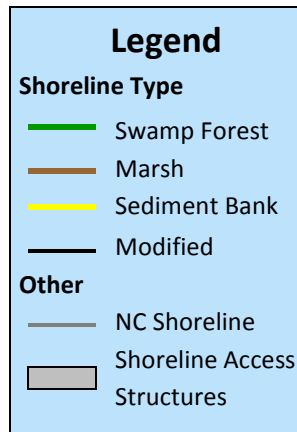 Legend
Shoreline Type
Swamp Forest
Marsh
Sediment Bank
Modified
Other
NC Shoreline
Shoreline Access
Structures